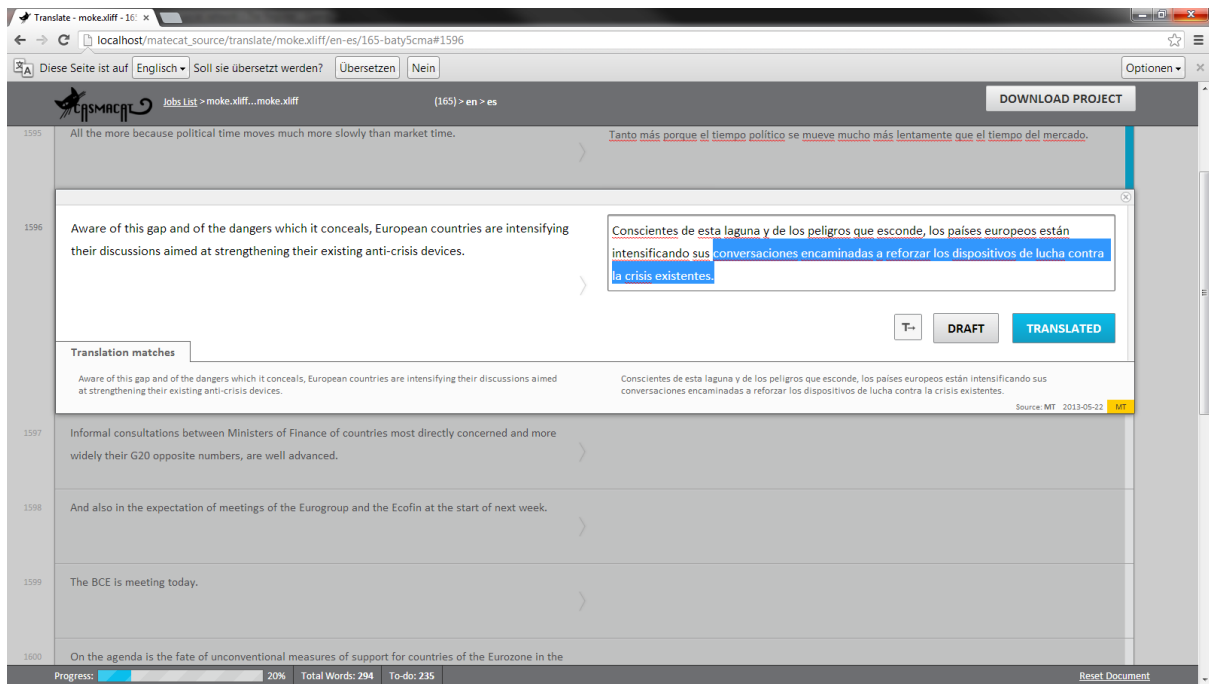 Translate - moke.xliff - 16
localhost/matecat_source/translate/moke.xliff/en-es/165-baty5cma#1596
Diese Seite ist auf Englisch Soll sie übersetzt werden? Übersetzen Nein Optionen
CASMACAT Jobs List > moke.xliff...moke.xliff (165) > en > es DOWNLOAD PROJECT
1595 All the more because political time moves much more slowly than market time. Tanto más porque el tiempo político se mueve mucho más lentamente que el tiempo del mercado.
1596
Aware of this gap and of the dangers which it conceals, European countries are intensifying
their discussions aimed at strengthening their existing anti-crisis devices.
Conscientes de esta laguna y de los peligros que esconde, los países europeos están
intensificando sus conversaciones encaminadas a reforzar los dispositivos de lucha contra
la crisis existentes.
T DRAFT TRANSLATED
Translation matches
Aware of this gap and of the dangers which it conceals, European countries are intensifying their discussions aimed
at strengthening their existing anti-crisis devices.
Conscientes de esta laguna y de los peligros que esconde, los países europeos están intensificando sus
conversaciones encaminadas a reforzar los dispositivos de lucha contra la crisis existentes.
Source: MT 2013-05-22 MT
1597 Informal consultations between Ministers of Finance of countries most directly concerned and more
widely their G20 opposite numbers, are well advanced.
1598 And also in the expectation of meetings of the Eurogroup and the Ecofin at the start of next week.
1599 The BCE is meeting today.
1600 On the agenda is the fate of unconventional measures of support for countries of the Eurozone in the
Progress: 20% Total Words: 294 To-do: 235 Reset Document